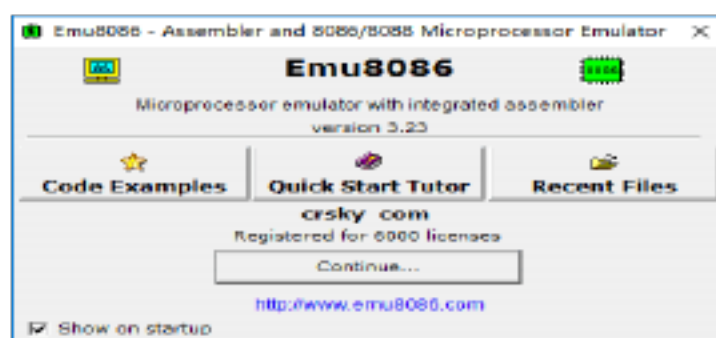 Emu8086 - Assembler and 8086/8088 Microprocessor Emulator
Emu8086
Microprocessor emulator with integrated assembler
version 3.23
Code Examples Quick Start Tutor Recent Files
crsky com
Registered for 6000 licenses
Continue...
http://www.emu8086.com
Show on startup